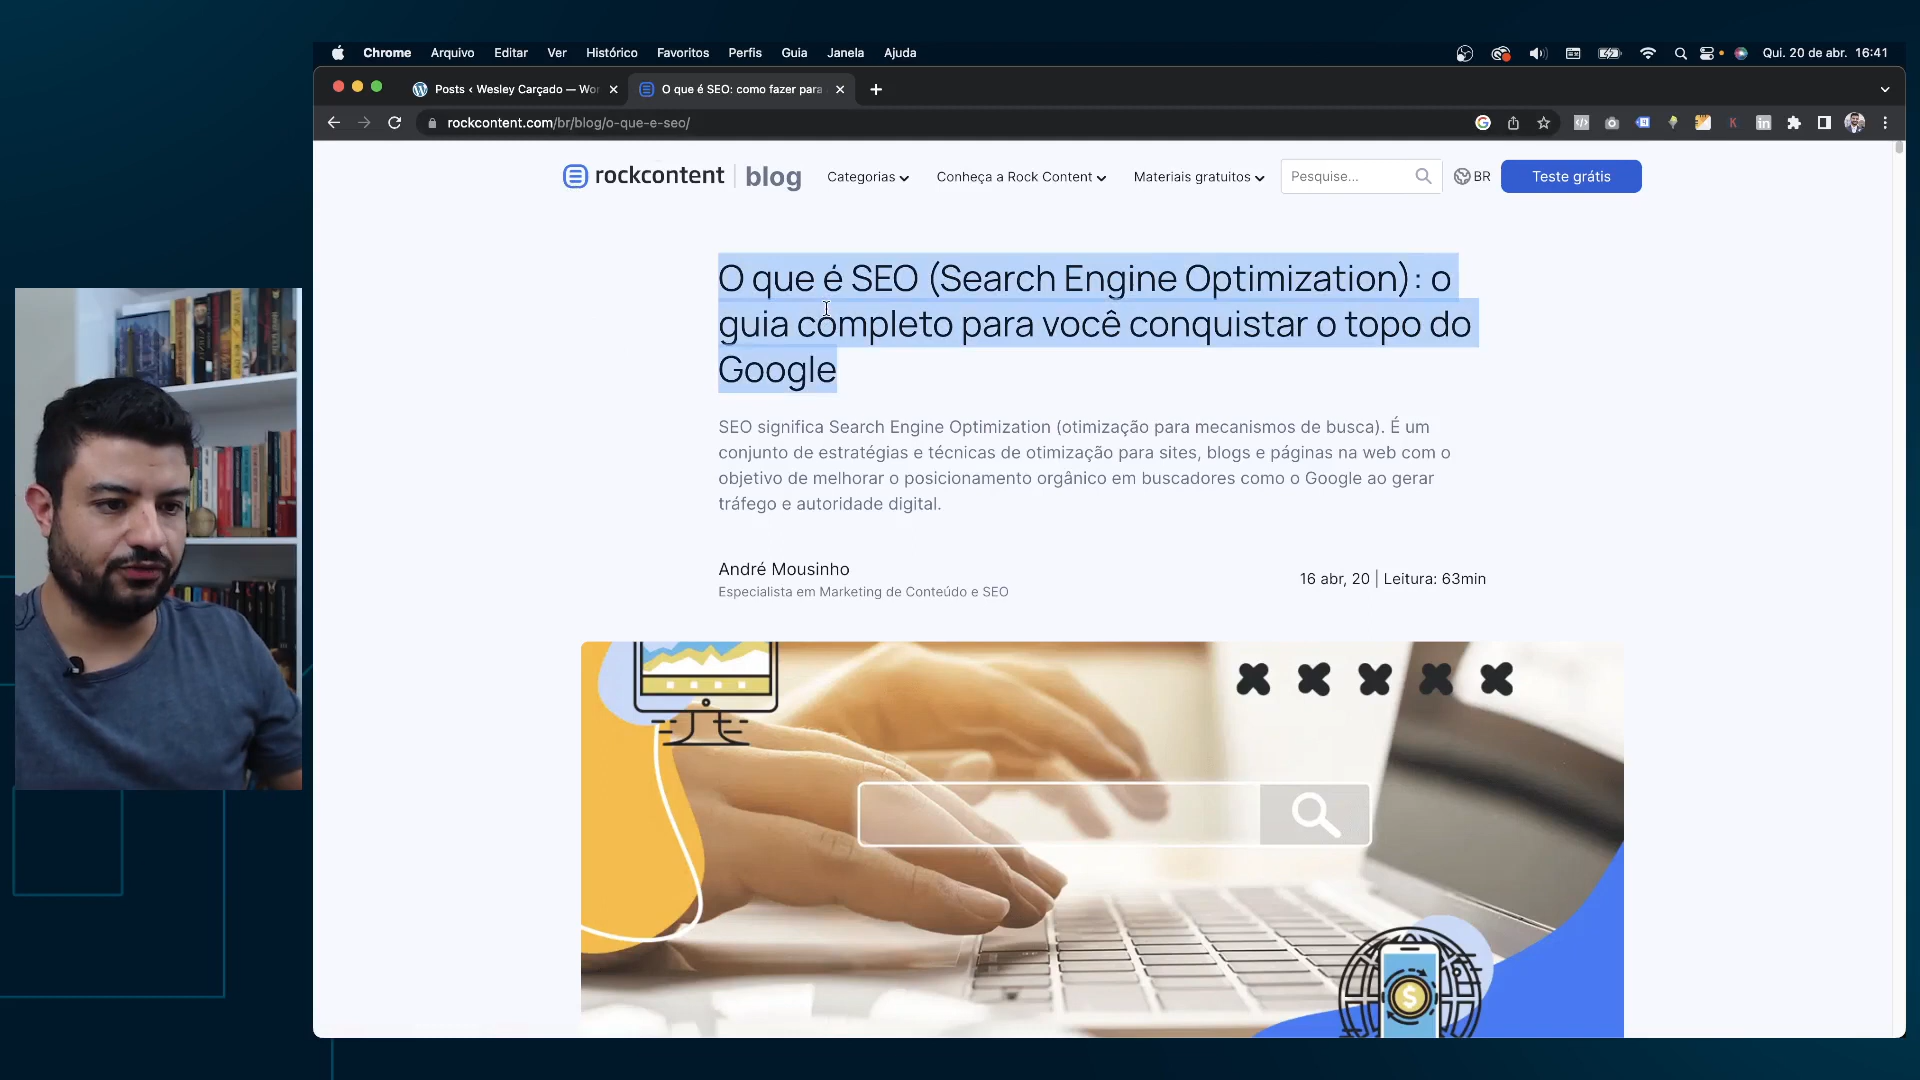 Chrome Arquivo Editar Ver Histórico Favoritos Perfis Guia Janela Ajuda Qui. 20 de abr. 16:41
Posts ‹ Wesley Carçado — Wor O que é SEO: como fazer para
rockcontent.com/br/blog/o-que-e-seo/
rockcontent blog Categorias Conheça a Rock Content Materiais gratuitos Pesquise... BR Teste grátis
O que é SEO (Search Engine Optimization): o
guia completo para você conquistar o topo do
Google
SEO significa Search Engine Optimization (otimização para mecanismos de busca). É um
conjunto de estratégias e técnicas de otimização para sites, blogs e páginas na web com o
objetivo de melhorar o posicionamento orgânico em buscadores como o Google ao gerar
tráfego e autoridade digital.
André Mousinho
Especialista em Marketing de Conteúdo e SEO
16 abr, 20 | Leitura: 63min